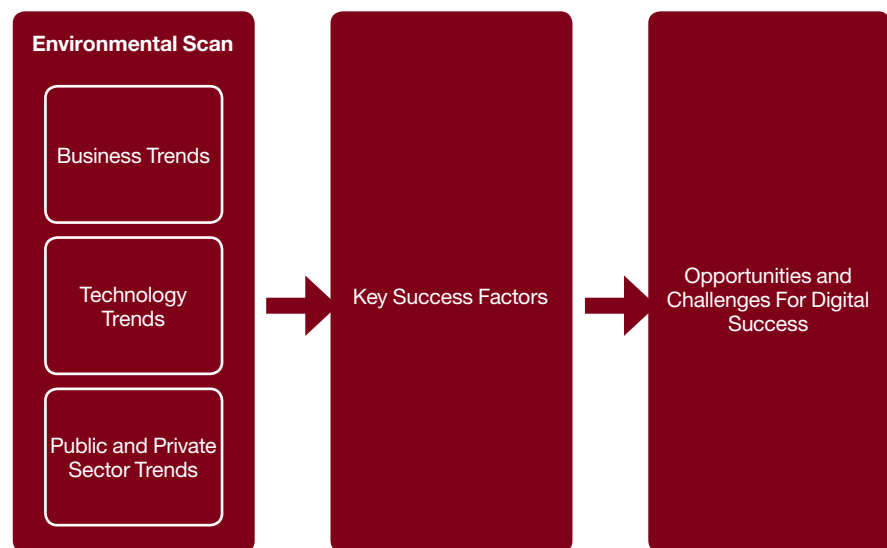 Environmental Scan
Business Trends
Technology
Trends
Public and Private
Sector Trends
Key Success Factors
Opportunities and
Challenges For Digital
Success